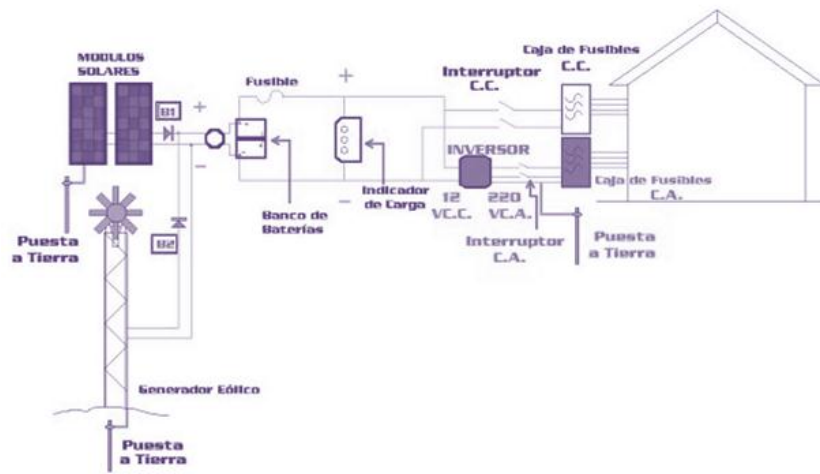 MODULOS
SOLARES
B1
+
−
Fusible
+
Interruptor
C.C.
Caja de Fusibles
C.C.
INVERSOR
Indicador
de Carga
−
Banco de
Baterías
12
VC.C.
220
VC.A.
Caja de Fusibles
C.A.
Interruptor
C.A.
Puesta
a Tierra
Puesta
a Tierra
B2
Generador Eólico
Puesta
a Tierra